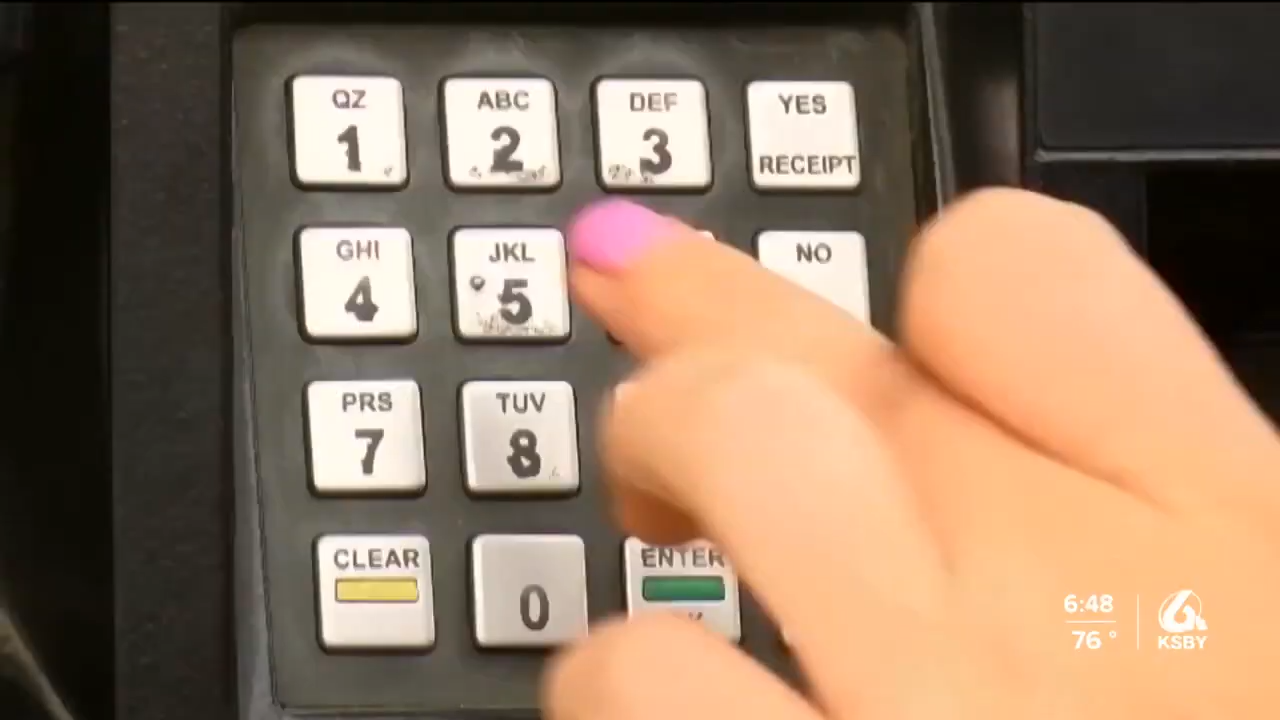 QZ
1
ABC
2
DEF
3
YES
RECEIPT
GHI
4
JKL
5
NO
PRS
7
TUV
8
CLEAR
0
ENTER
6:48
76°
6
KSBY